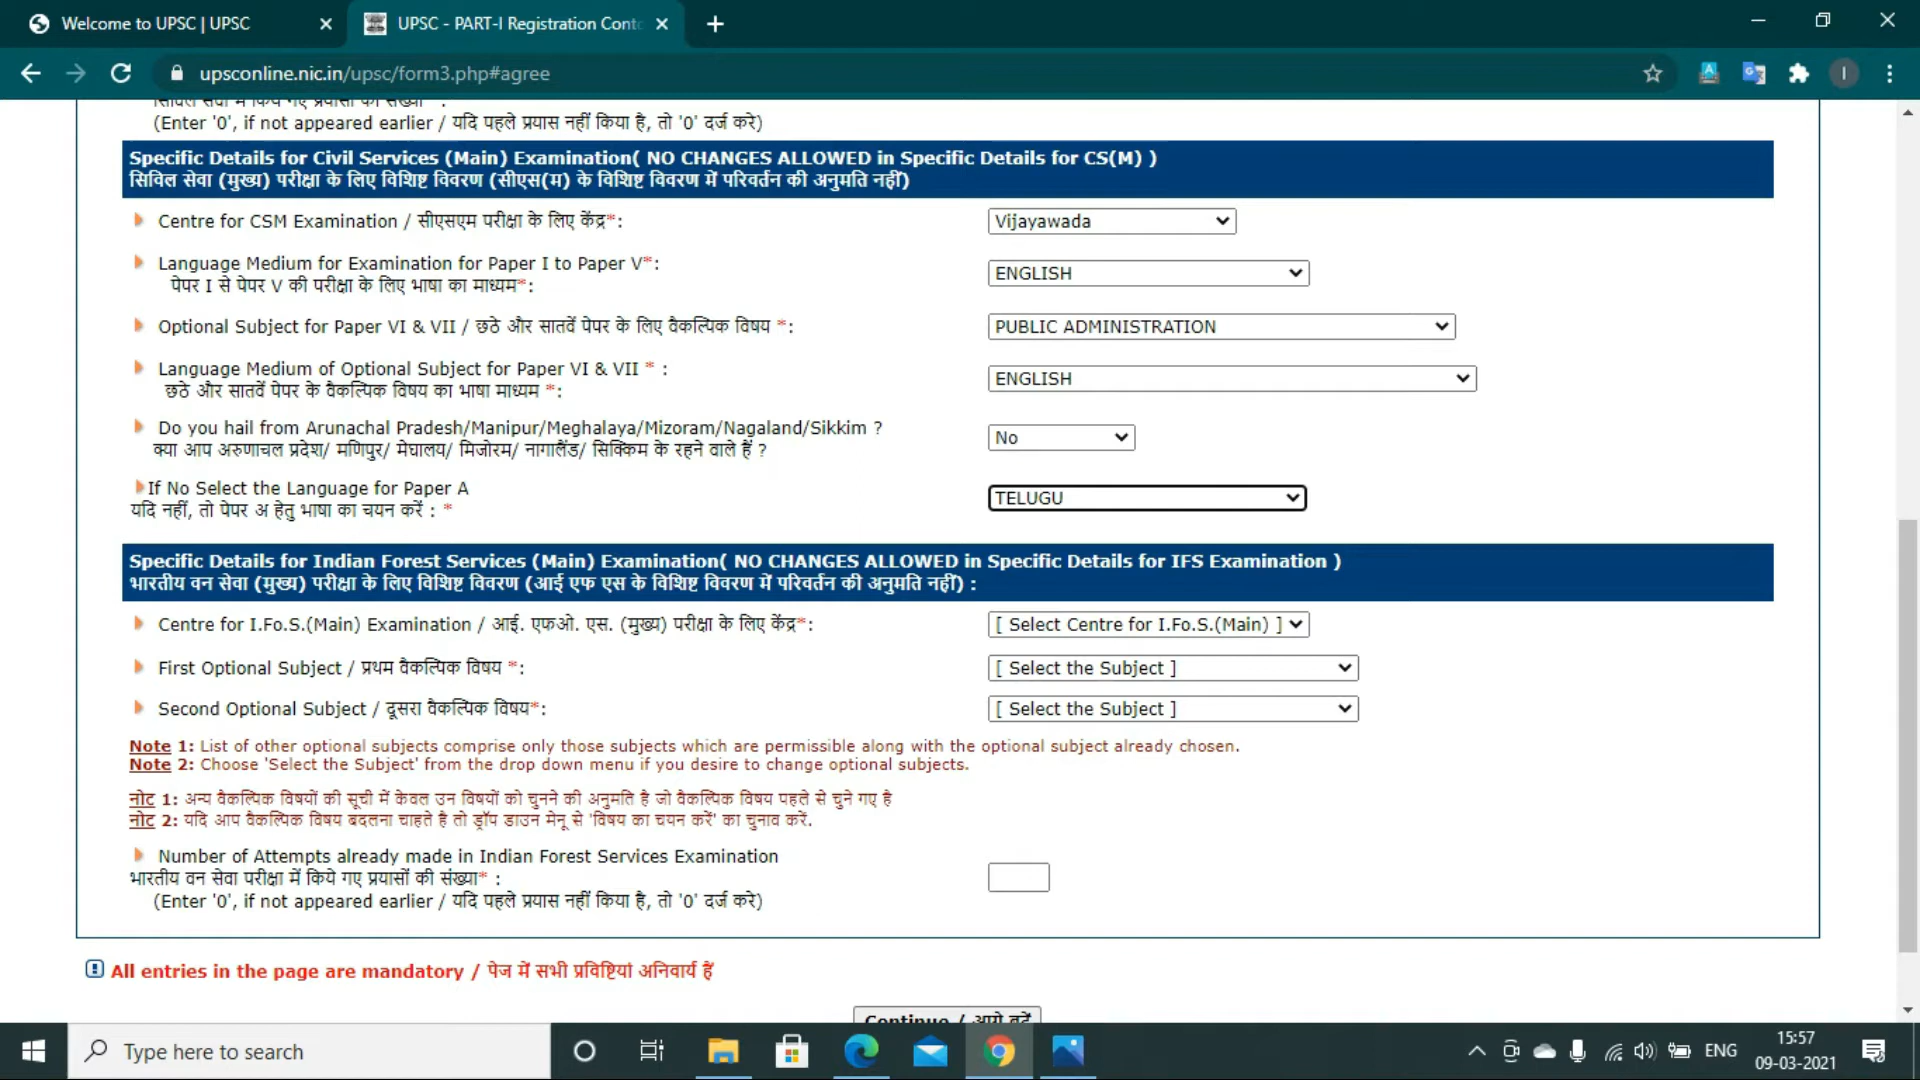 Welcome to UPSC | UPSC
UPSC - PART-I Registration Cont
upsconline.nic.in/upsc/form3.php#agree
सिविल सेवा में किये गए प्रयासों की संख्या :
(Enter '0', if not appeared earlier / यदि पहले प्रयास नहीं किया है, तो '0' दर्ज करे)
Specific Details for Civil Services (Main) Examination( NO CHANGES ALLOWED in Specific Details for CS(M) )
सिविल सेवा (मुख्य) परीक्षा के लिए विशिष्ट विवरण (सीएस(म) के विशिष्ट विवरण में परिवर्तन की अनुमति नहीं)
Centre for CSM Examination / सीएसएम परीक्षा के लिए केंद्र*: Vijayawada
Language Medium for Examination for Paper I to Paper V*:
पेपर I से पेपर V की परीक्षा के लिए भाषा का माध्यम*: ENGLISH
Optional Subject for Paper VI & VII / छठे और सातवें पेपर के लिए वैकल्पिक विषय *: PUBLIC ADMINISTRATION
Language Medium of Optional Subject for Paper VI & VII * :
छठे और सातवें पेपर के वैकल्पिक विषय का भाषा माध्यम *: ENGLISH
Do you hail from Arunachal Pradesh/Manipur/Meghalaya/Mizoram/Nagaland/Sikkim ?
क्या आप अरुणाचल प्रदेश/ मणिपुर/ मेघालय/ मिजोरम/ नागालैंड/ सिक्किम के रहने वाले हैं ? No
If No Select the Language for Paper A
यदि नहीं, तो पेपर अ हेतु भाषा का चयन करें : * TELUGU
Specific Details for Indian Forest Services (Main) Examination( NO CHANGES ALLOWED in Specific Details for IFS Examination )
भारतीय वन सेवा (मुख्य) परीक्षा के लिए विशिष्ट विवरण (आई एफ एस के विशिष्ट विवरण में परिवर्तन की अनुमति नहीं) :
Centre for I.Fo.S.(Main) Examination / आई. एफओ. एस. (मुख्य) परीक्षा के लिए केंद्र*: [ Select Centre for I.Fo.S.(Main) ]
First Optional Subject / प्रथम वैकल्पिक विषय *: [ Select the Subject ]
Second Optional Subject / दूसरा वैकल्पिक विषय*: [ Select the Subject ]
Note 1: List of other optional subjects comprise only those subjects which are permissible along with the optional subject already chosen.
Note 2: Choose 'Select the Subject' from the drop down menu if you desire to change optional subjects.
नोट 1: अन्य वैकल्पिक विषयों की सूची में केवल उन विषयों को चुनने की अनुमति है जो वैकल्पिक विषय पहले से चुने गए है
नोट 2: यदि आप वैकल्पिक विषय बदलना चाहते है तो ड्रॉप डाउन मेनू से 'विषय का चयन करें' का चुनाव करें.
Number of Attempts already made in Indian Forest Services Examination
भारतीय वन सेवा परीक्षा में किये गए प्रयासों की संख्या* :
(Enter '0', if not appeared earlier / यदि पहले प्रयास नहीं किया है, तो '0' दर्ज करे)
All entries in the page are mandatory / पेज में सभी प्रविष्टियां अनिवार्य हैं
Continue / आगे बढ़ें
Type here to search
ENG
15:57
09-03-2021